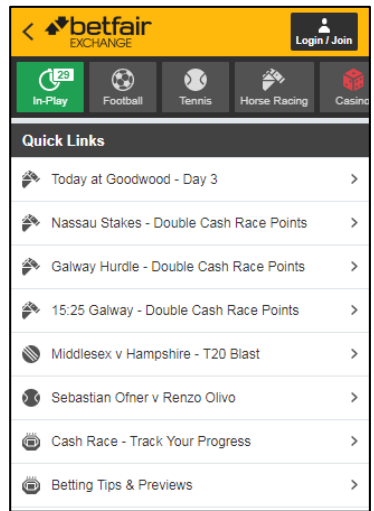 betfair
EXCHANGE
Login / Join
29
In-Play
Football
Tennis
Horse Racing
Casino
Quick Links
Today at Goodwood - Day 3
Nassau Stakes - Double Cash Race Points
Galway Hurdle - Double Cash Race Points
15:25 Galway - Double Cash Race Points
Middlesex v Hampshire - T20 Blast
Sebastian Ofner v Renzo Olivo
Cash Race - Track Your Progress
Betting Tips & Previews